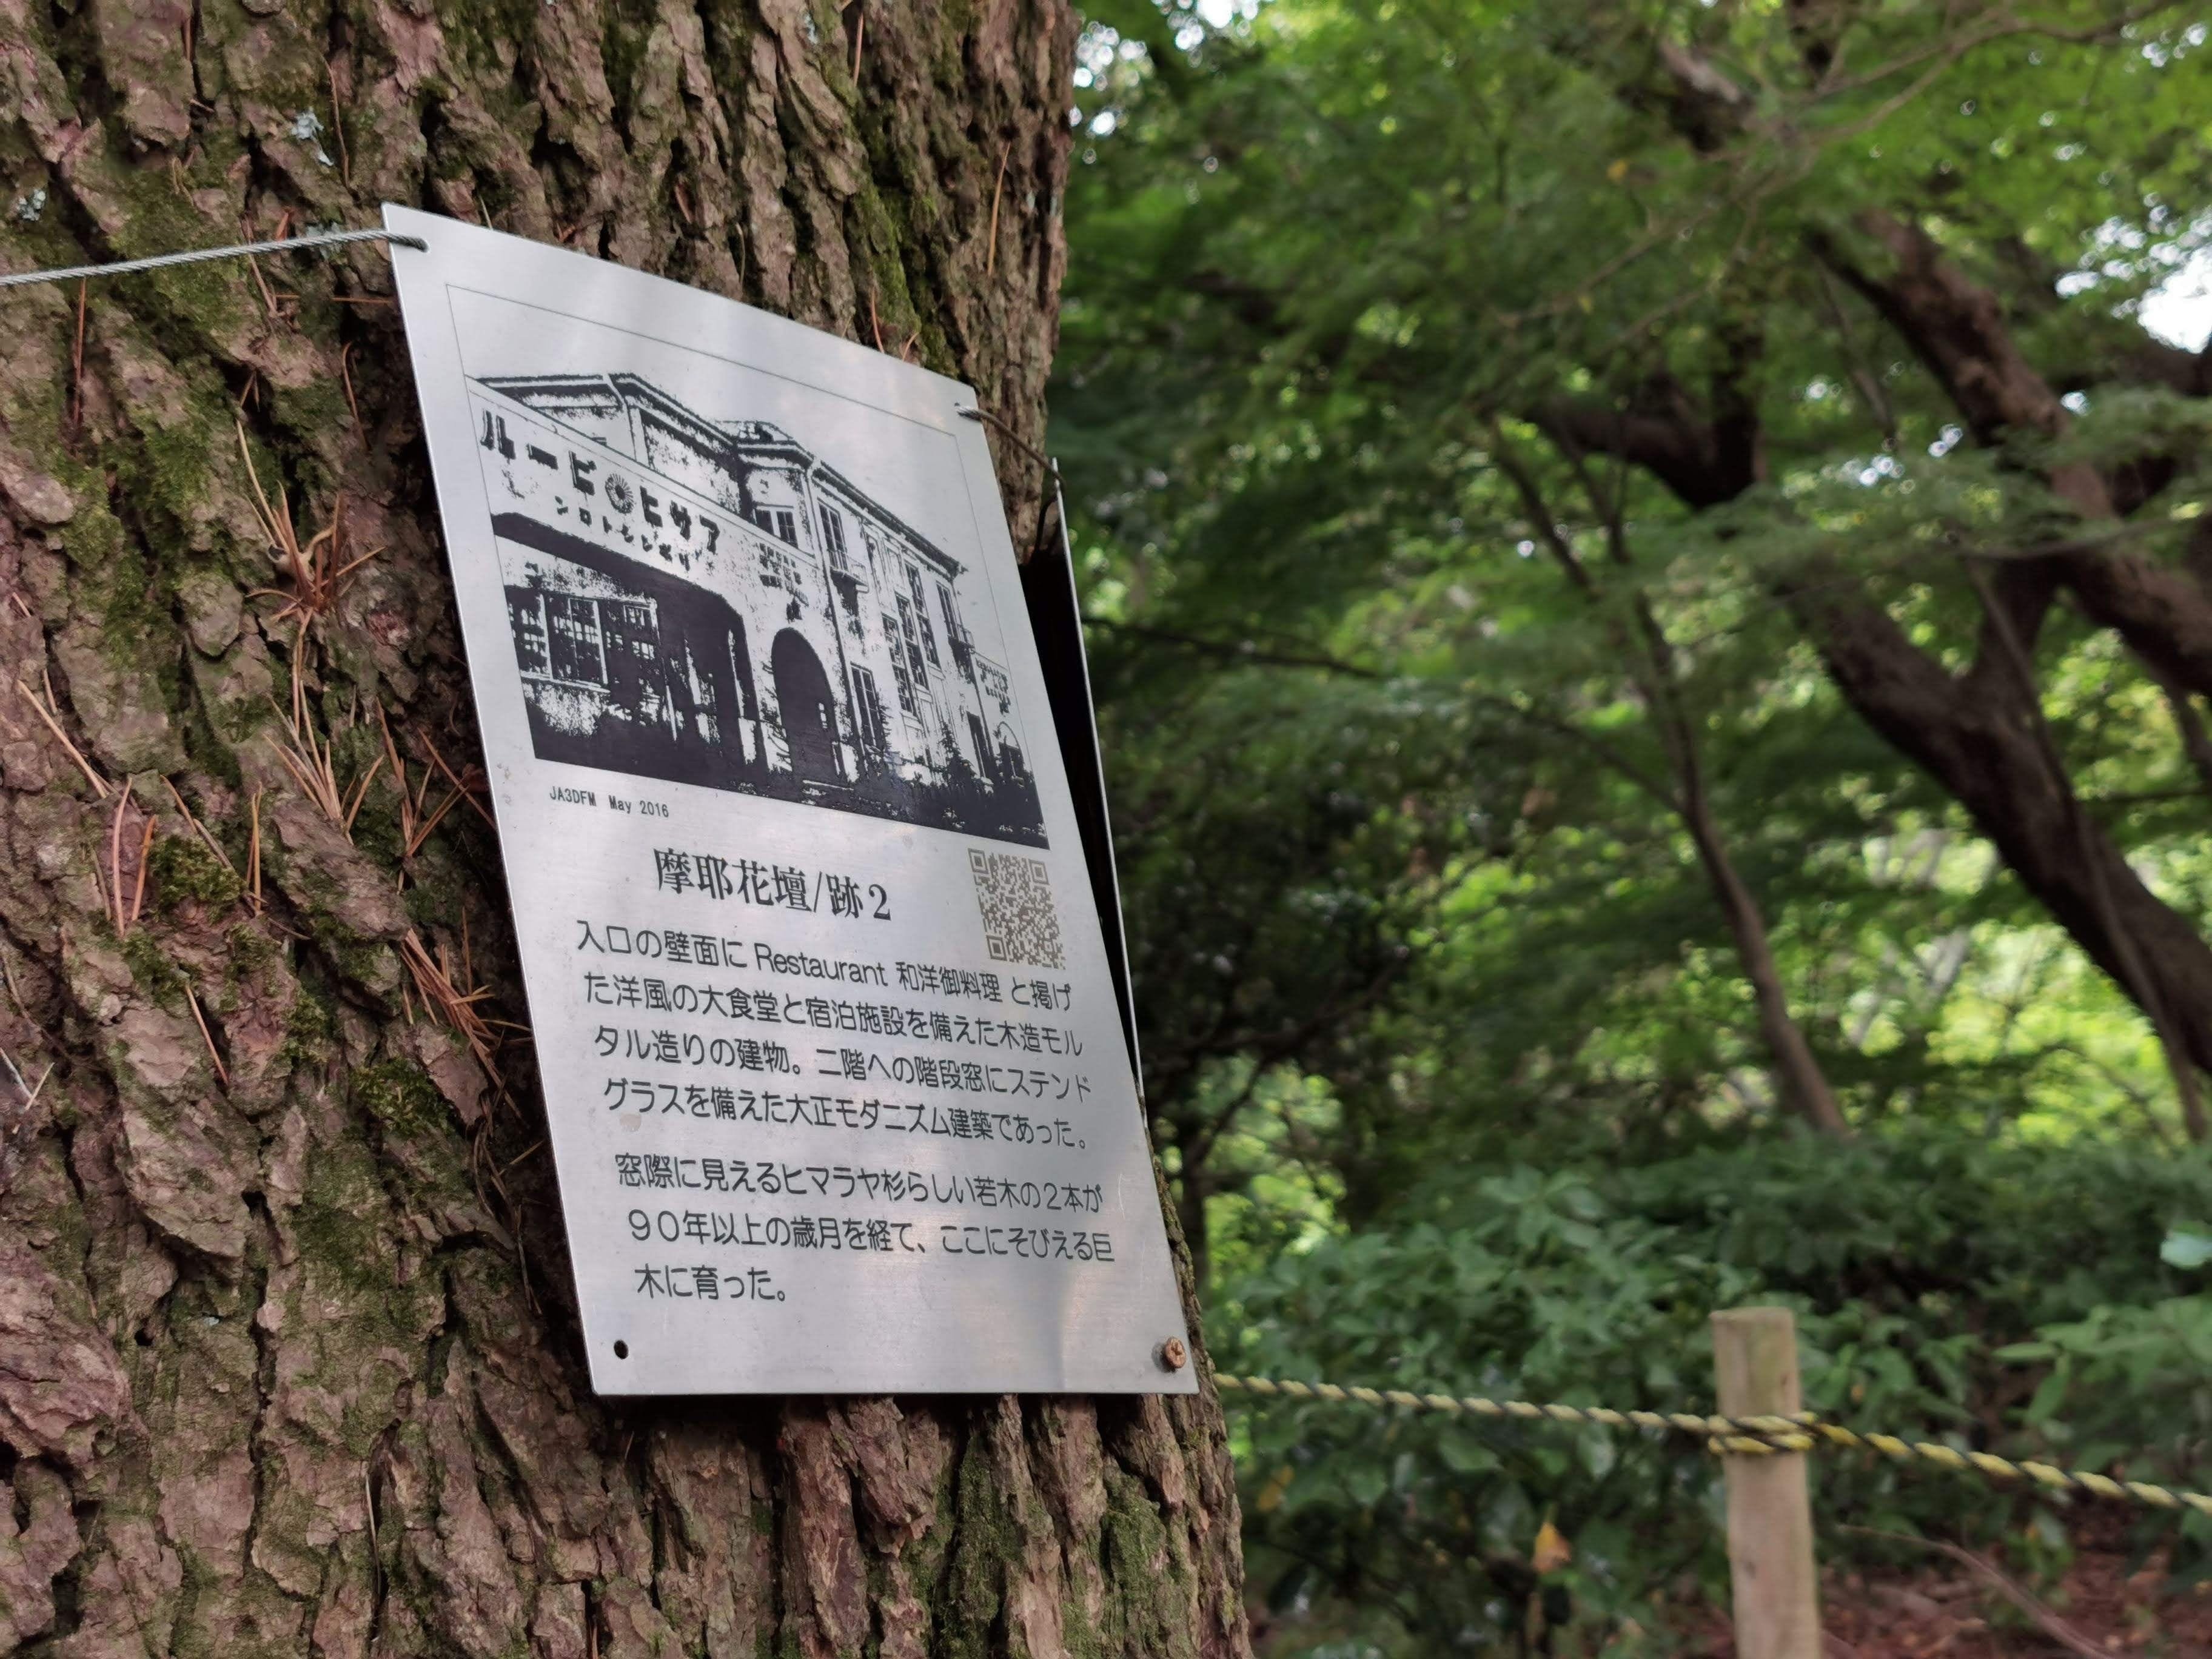 ルービ ヒサア
ンロトシンボリ
JA3DFM May 2016
摩耶花壇/跡2
入口の壁面に Restaurant 和洋御料理 と掲げ
た洋風の大食堂と宿泊施設を備えた木造モル
タル造りの建物。二階への階段窓にステンド
グラスを備えた大正モダニズム建築であった。
窓際に見えるヒマラヤ杉らしい若木の2本が
90年以上の歳月を経て、ここにそびえる巨
木に育った。